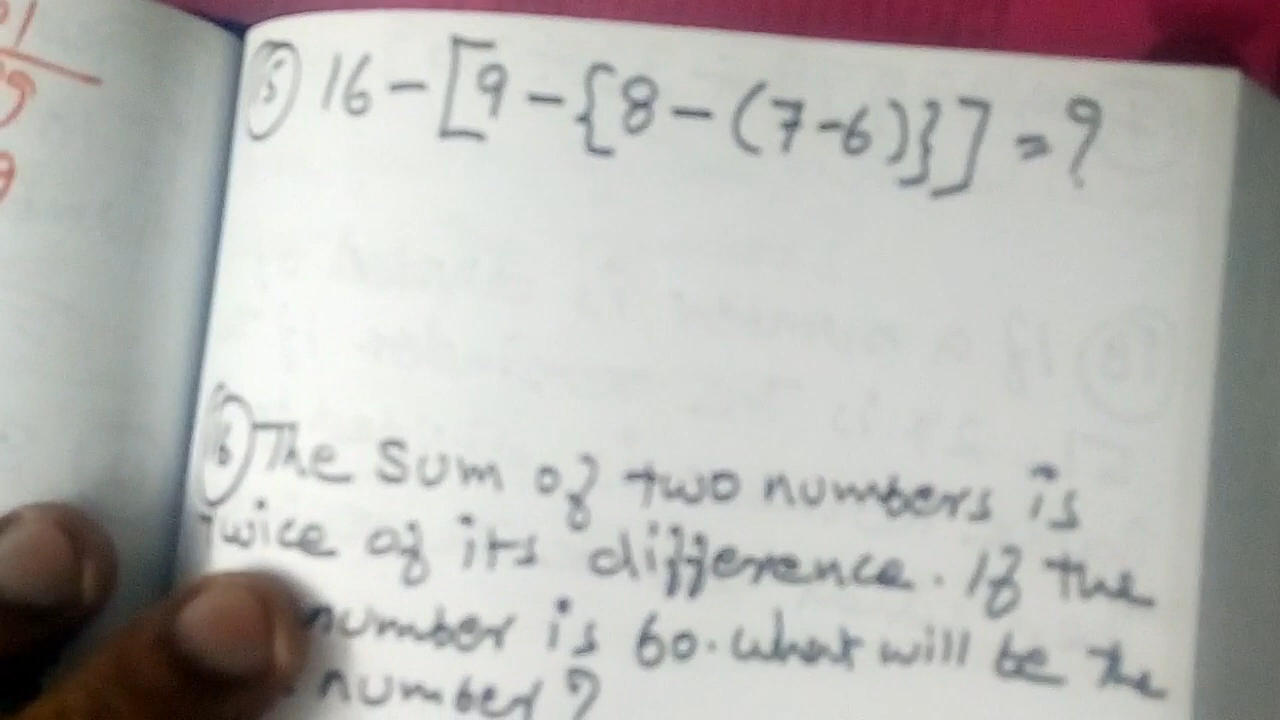 5 16-[9-{8-(7-6)}]=?
6 The sum of two numbers is
Twice of its difference. If the
number is 60. what will be the
number?